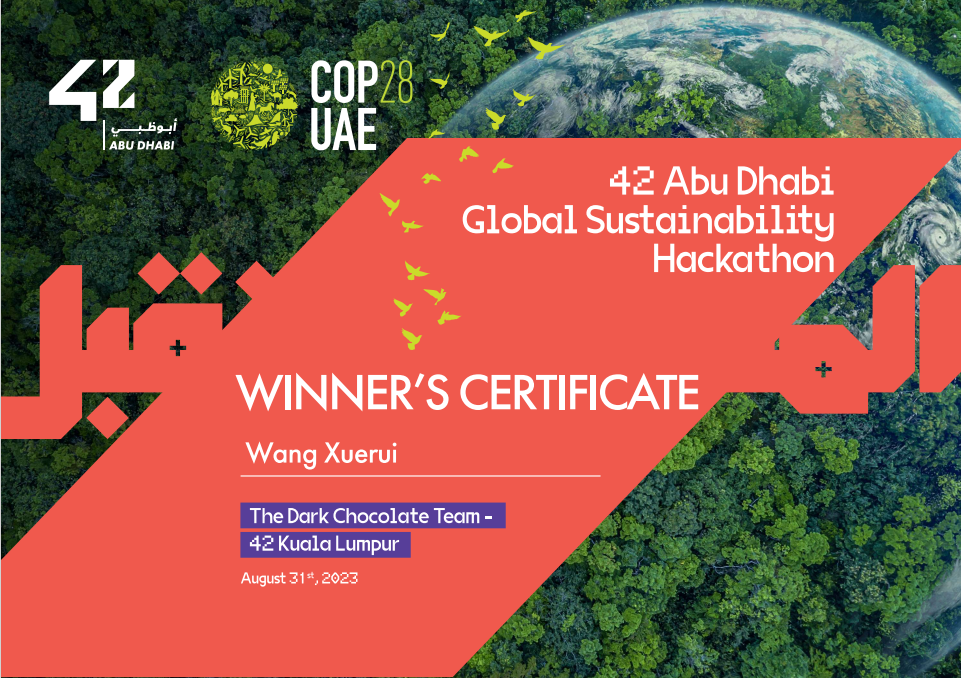 42
أبوظبي
ABU DHABI
COP28
UAE
42 Abu Dhabi
Global Sustainability
Hackathon
المستقبل
WINNER'S CERTIFICATE
Wang Xuerui
The Dark Chocolate Team -
42 Kuala Lumpur
August 31st, 2023